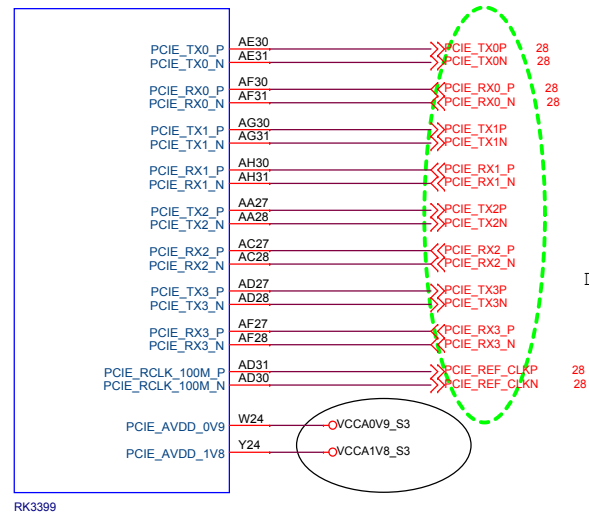 PCIE_TX0_P AE30 PCIE_TX0P 28
PCIE_TX0_N AE31 PCIE_TX0N 28
PCIE_RX0_P AF30 PCIE_RX0_P 28
PCIE_RX0_N AF31 PCIE_RX0_N 28
PCIE_TX1_P AG30 PCIE_TX1P
PCIE_TX1_N AG31 PCIE_TX1N
PCIE_RX1_P AH30 PCIE_RX1_P
PCIE_RX1_N AH31 PCIE_RX1_N
PCIE_TX2_P AA27 PCIE_TX2P
PCIE_TX2_N AA28 PCIE_TX2N
PCIE_RX2_P AC27 PCIE_RX2_P
PCIE_RX2_N AC28 PCIE_RX2_N
PCIE_TX3_P AD27 PCIE_TX3P
PCIE_TX3_N AD28 PCIE_TX3N
PCIE_RX3_P AF27 PCIE_RX3_P
PCIE_RX3_N AF28 PCIE_RX3_N
PCIE_RCLK_100M_P AD31 PCIE_REF_CLKP 28
PCIE_RCLK_100M_N AD30 PCIE_REF_CLKN 28
PCIE_AVDD_0V9 W24 VCCA0V9_S3
PCIE_AVDD_1V8 Y24 VCCA1V8_S3
RK3399